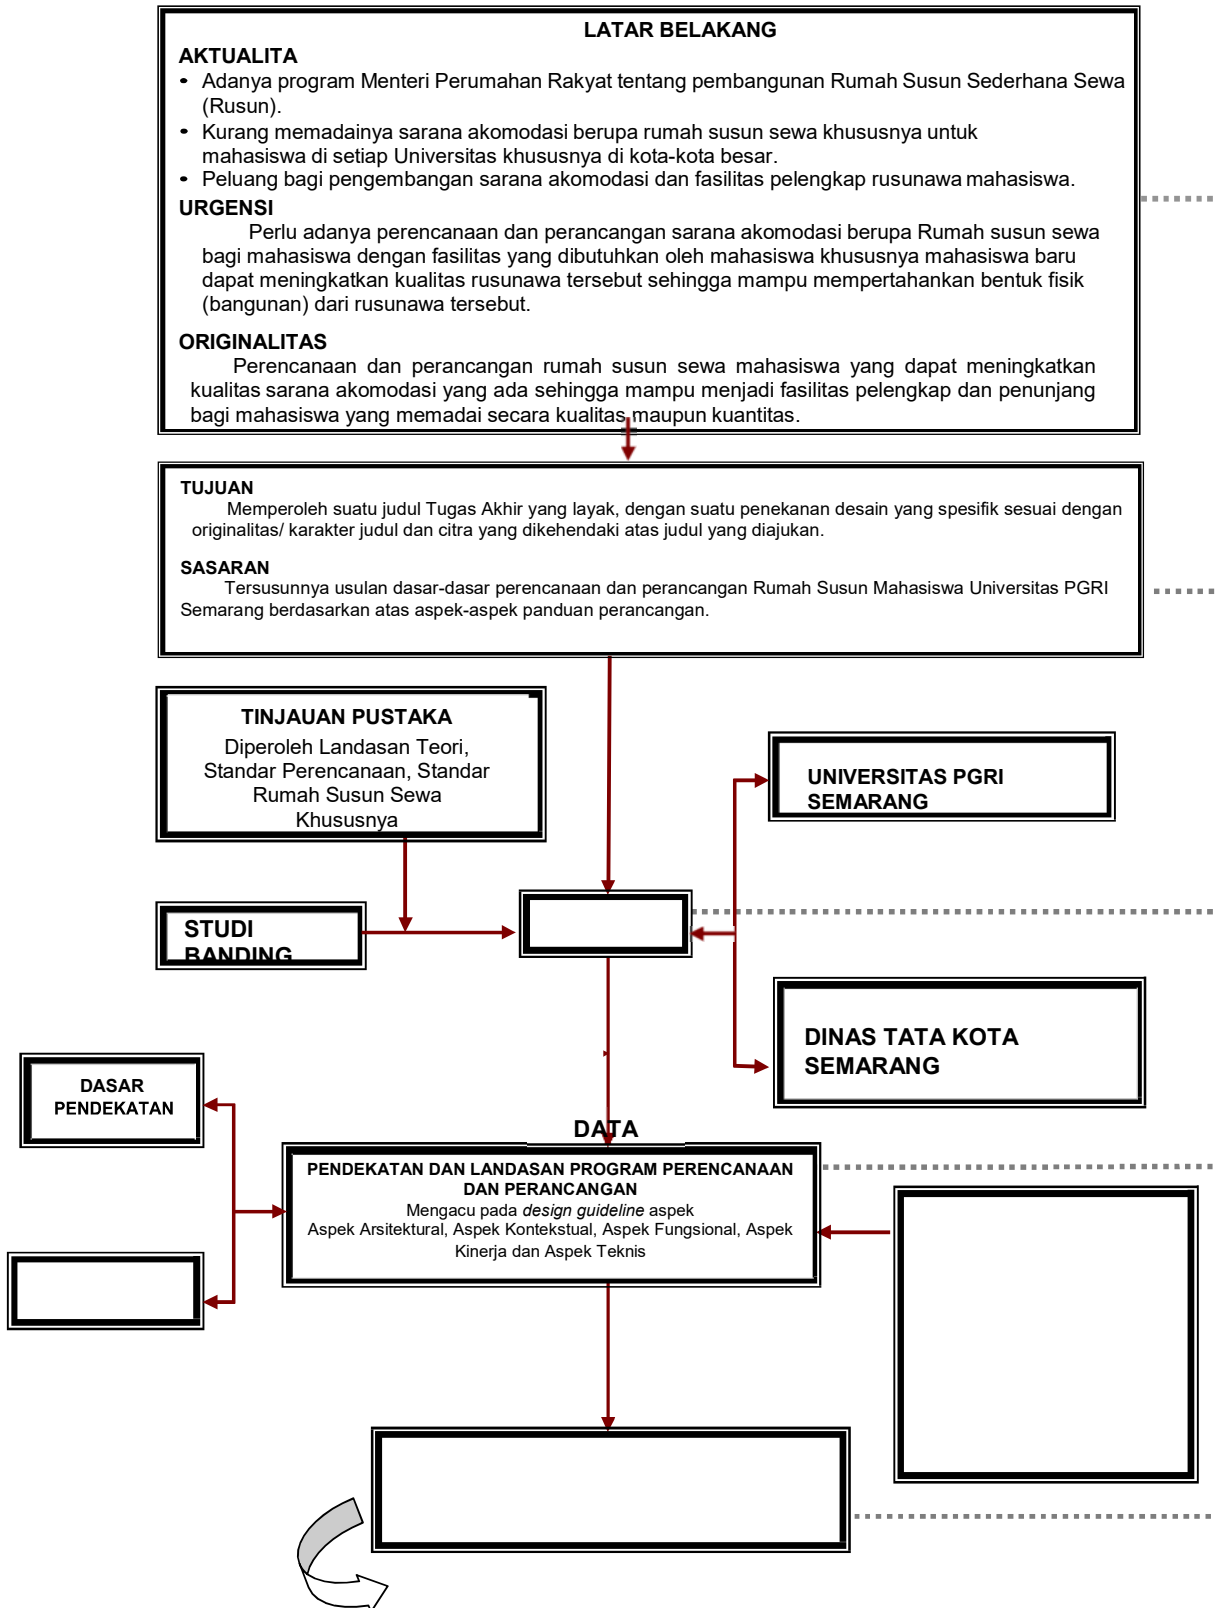 LATAR BELAKANG
AKTUALITA
• Adanya program Menteri Perumahan Rakyat tentang pembangunan Rumah Susun Sederhana Sewa
(Rusun).
• Kurang memadainya sarana akomodasi berupa rumah susun sewa khususnya untuk
mahasiswa di setiap Universitas khususnya di kota-kota besar.
• Peluang bagi pengembangan sarana akomodasi dan fasilitas pelengkap rusunawa mahasiswa.
URGENSI
Perlu adanya perencanaan dan perancangan sarana akomodasi berupa Rumah susun sewa
bagi mahasiswa dengan fasilitas yang dibutuhkan oleh mahasiswa khususnya mahasiswa baru
dapat meningkatkan kualitas rusunawa tersebut sehingga mampu mempertahankan bentuk fisik
(bangunan) dari rusunawa tersebut.
ORIGINALITAS
Perencanaan dan perancangan rumah susun sewa mahasiswa yang dapat meningkatkan
kualitas sarana akomodasi yang ada sehingga mampu menjadi fasilitas pelengkap dan penunjang
bagi mahasiswa yang memadai secara kualitas maupun kuantitas.
TUJUAN
Memperoleh suatu judul Tugas Akhir yang layak, dengan suatu penekanan desain yang spesifik sesuai dengan
originalitas/ karakter judul dan citra yang dikehendaki atas judul yang diajukan.
SASARAN
Tersusunnya usulan dasar-dasar perencanaan dan perancangan Rumah Susun Mahasiswa Universitas PGRI
Semarang berdasarkan atas aspek-aspek panduan perancangan.
TINJAUAN PUSTAKA
Diperoleh Landasan Teori,
Standar Perencanaan, Standar
Rumah Susun Sewa
Khususnya
UNIVERSITAS PGRI
SEMARANG
STUDI
BANDING
DINAS TATA KOTA
SEMARANG
DASAR
PENDEKATAN
DATA
PENDEKATAN DAN LANDASAN PROGRAM PERENCANAAN
DAN PERANCANGAN
Mengacu pada design guideline aspek
Aspek Arsitektural, Aspek Kontekstual, Aspek Fungsional, Aspek
Kinerja dan Aspek Teknis